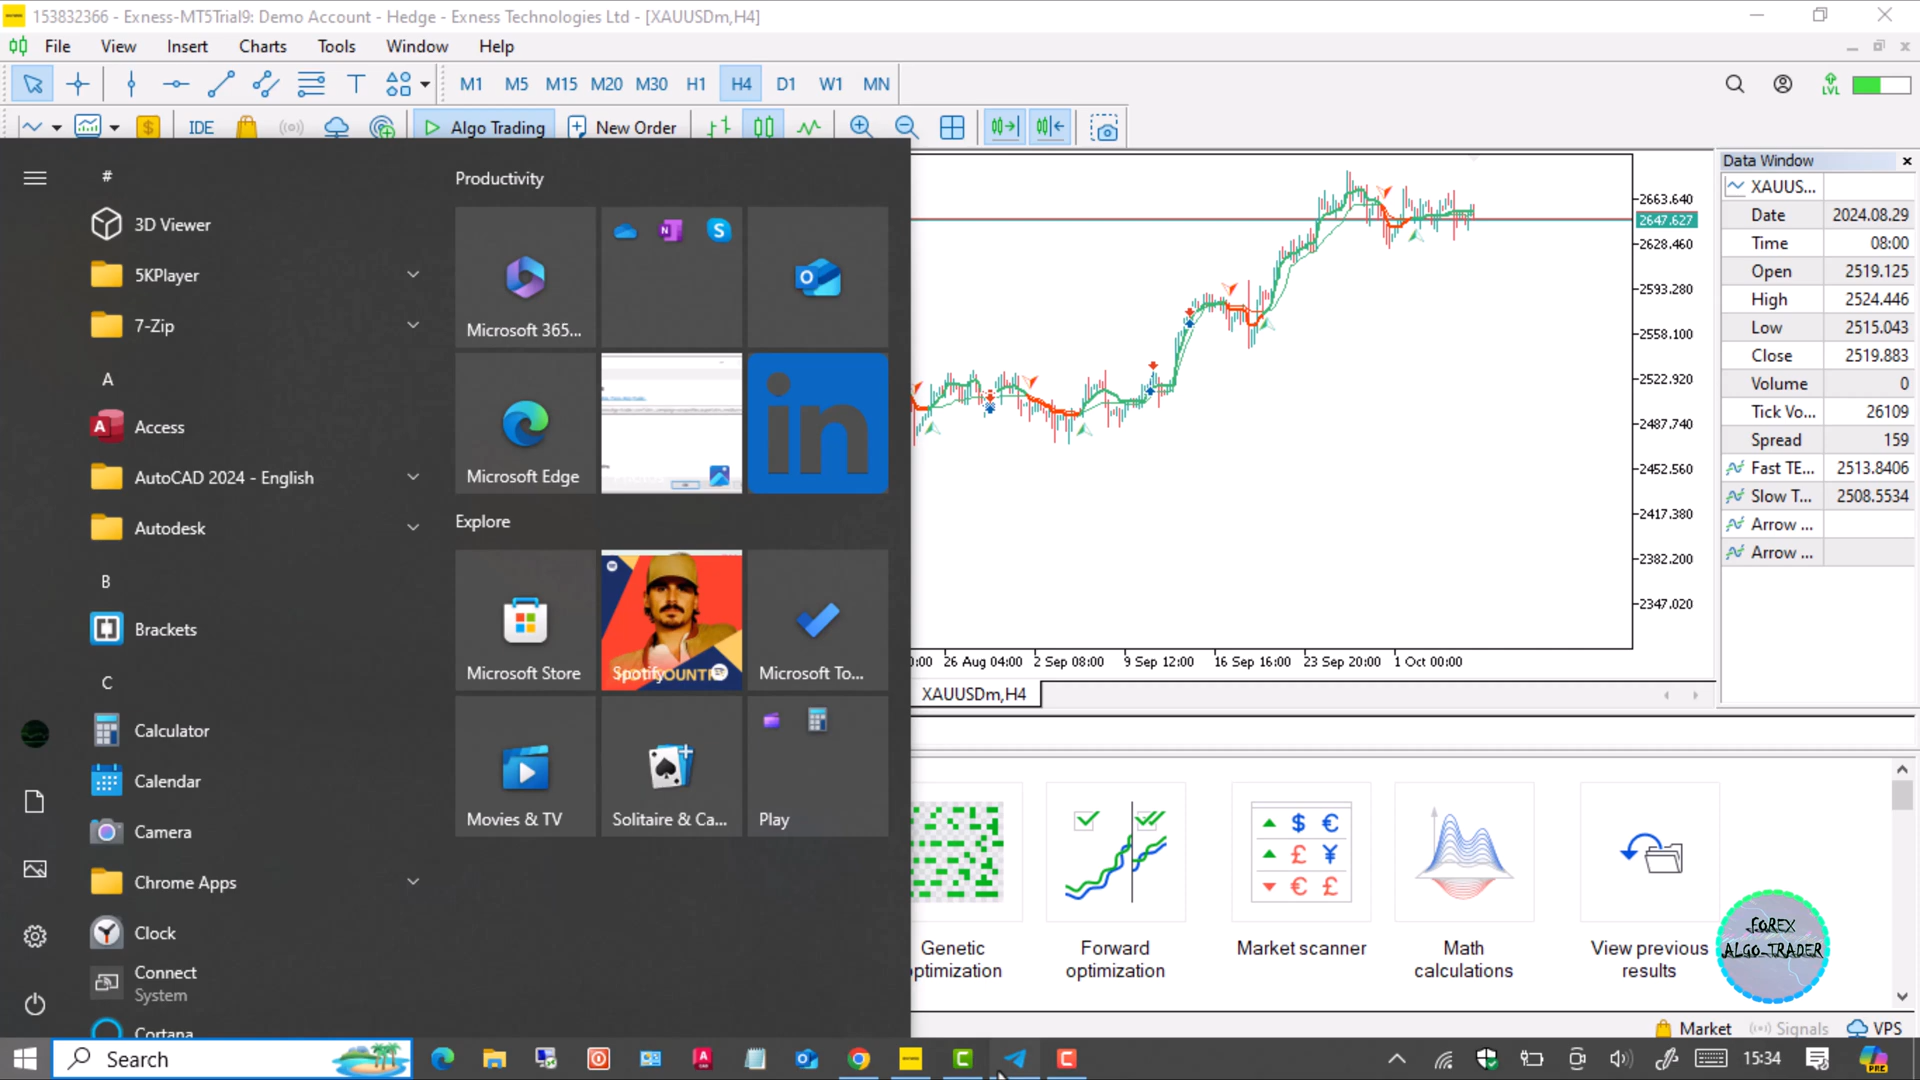 153832366 - Exness-MT5Trial9: Demo Account - Hedge - Exness Technologies Ltd - [XAUUSDm,H4]
File View Insert Charts Tools Window Help
M1 M5 M15 M20 M30 H1 H4 D1 W1 MN
LVL
IDE Algo Trading New Order
#
3D Viewer
5KPlayer
7-Zip
A
Access
AutoCAD 2024 - English
Autodesk
B
Brackets
C
Calculator
Calendar
Camera
Chrome Apps
Clock
Connect
System
Cortana
Productivity
Microsoft 365...
Microsoft Edge
in
Explore
Microsoft Store
Spotify
Microsoft To...
Movies & TV
Solitaire & Ca...
Play
2663.640
2647.627
2628.460
2593.280
2558.100
2522.920
2487.740
2452.560
2417.380
2382.200
2347.020
26 Aug 04:00 2 Sep 08:00 9 Sep 12:00 16 Sep 16:00 23 Sep 20:00 1 Oct 00:00
XAUUSDm,H4
Data Window
XAUUS...
Date 2024.08.29
Time 08:00
Open 2519.125
High 2524.446
Low 2515.043
Close 2519.883
Volume 0
Tick Vo... 26109
Spread 159
Fast TE... 2513.8406
Slow T... 2508.5534
Arrow ...
Arrow ...
Genetic
optimization
Forward
optimization
Market scanner
Math
calculations
View previous
results
FOREX
ALGO-TRADER
Market Signals VPS
Search
15:34
PRE